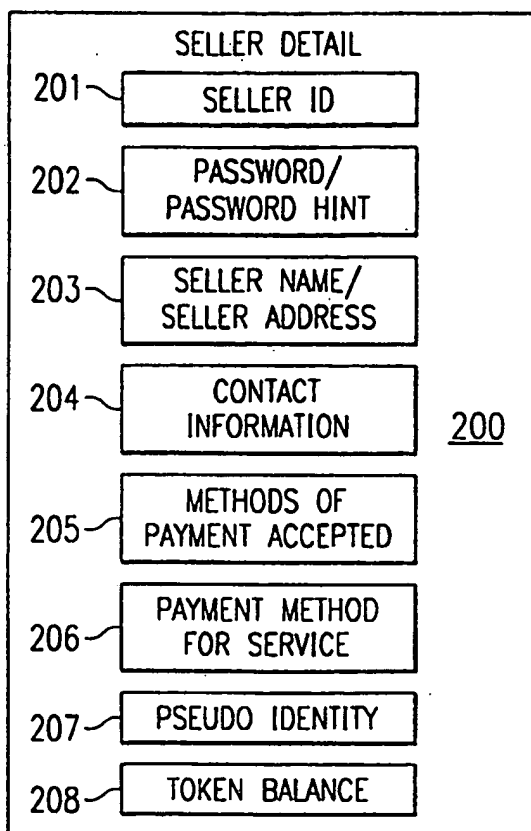 SELLER DETAIL
201
SELLER ID
202
PASSWORD/
PASSWORD HINT
203
SELLER NAME/
SELLER ADDRESS
204
CONTACT
INFORMATION
200
205
METHODS OF
PAYMENT ACCEPTED
206
PAYMENT METHOD
FOR SERVICE
207
PSEUDO IDENTITY
208
TOKEN BALANCE